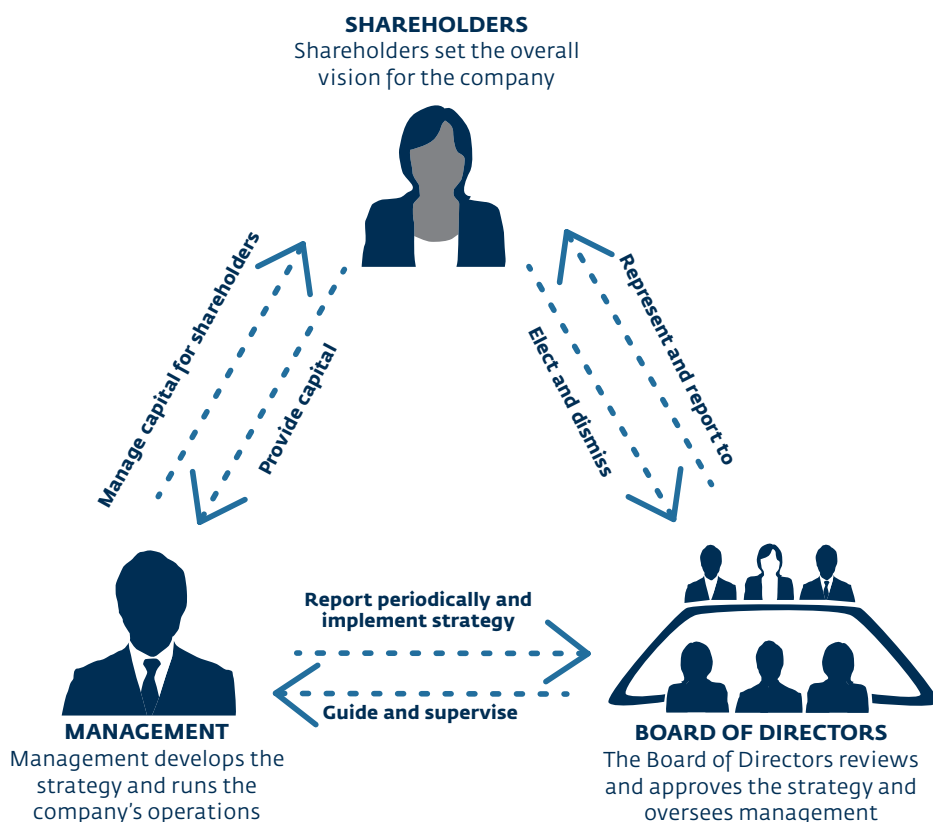 SHAREHOLDERS
Shareholders set the overall
vision for the company
Manage capital for shareholders
Provide capital
Elect and dismiss
Represent and report to
Report periodically and
implement strategy
Guide and supervise
MANAGEMENT
Management develops the
strategy and runs the
company's operations
BOARD OF DIRECTORS
The Board of Directors reviews
and approves the strategy and
oversees management